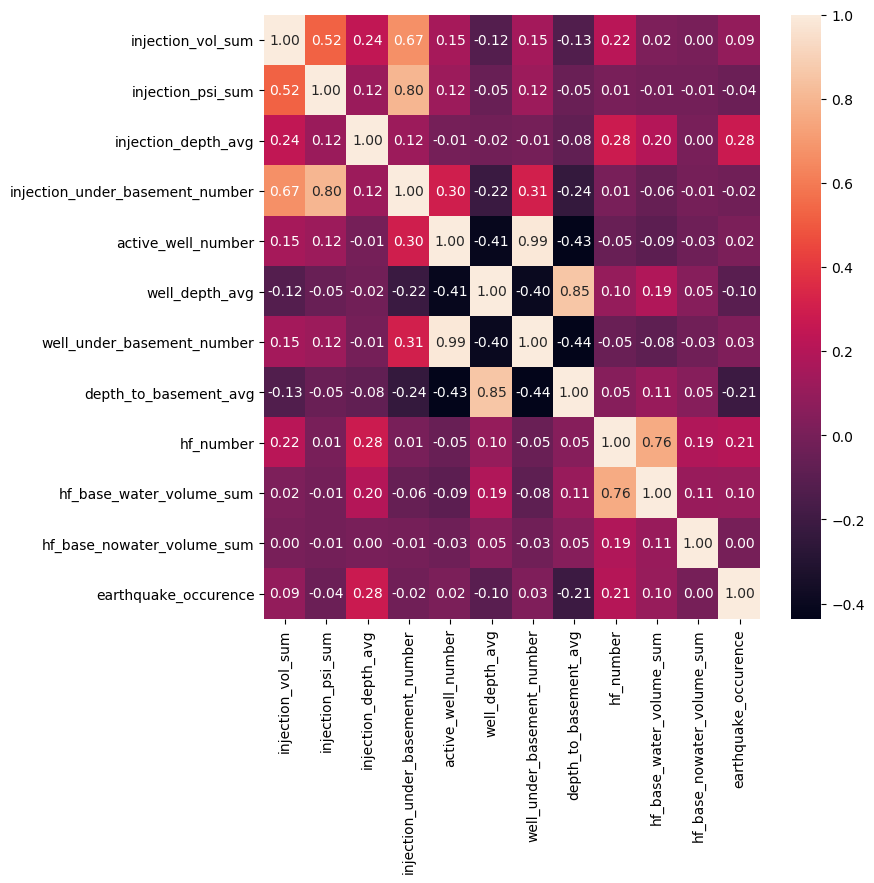 injection_vol_sum 1.00 0.52 0.24 0.67 0.15 -0.12 0.15 -0.13 0.22 0.02 0.00 0.09
injection_psi_sum 0.52 1.00 0.12 0.80 0.12 -0.05 0.12 -0.05 0.01 -0.01 -0.01 -0.04
injection_depth_avg 0.24 0.12 1.00 0.12 -0.01 -0.02 -0.01 -0.08 0.28 0.20 0.00 0.28
injection_under_basement_number 0.67 0.80 0.12 1.00 0.30 -0.22 0.31 -0.24 0.01 -0.06 -0.01 -0.02
active_well_number 0.15 0.12 -0.01 0.30 1.00 -0.41 0.99 -0.43 -0.05 -0.09 -0.03 0.02
well_depth_avg -0.12 -0.05 -0.02 -0.22 -0.41 1.00 -0.40 0.85 0.10 0.19 0.05 -0.10
well_under_basement_number 0.15 0.12 -0.01 0.31 0.99 -0.40 1.00 -0.44 -0.05 -0.08 -0.03 0.03
depth_to_basement_avg -0.13 -0.05 -0.08 -0.24 -0.43 0.85 -0.44 1.00 0.05 0.11 0.05 -0.21
hf_number 0.22 0.01 0.28 0.01 -0.05 0.10 -0.05 0.05 1.00 0.76 0.19 0.21
hf_base_water_volume_sum 0.02 -0.01 0.20 -0.06 -0.09 0.19 -0.08 0.11 0.76 1.00 0.11 0.10
hf_base_nowater_volume_sum 0.00 -0.01 0.00 -0.01 -0.03 0.05 -0.03 0.05 0.19 0.11 1.00 0.00
earthquake_occurence 0.09 -0.04 0.28 -0.02 0.02 -0.10 0.03 -0.21 0.21 0.10 0.00 1.00
injection_vol_sum
injection_psi_sum
injection_depth_avg
injection_under_basement_number
active_well_number
well_depth_avg
well_under_basement_number
depth_to_basement_avg
hf_number
hf_base_water_volume_sum
hf_base_nowater_volume_sum
earthquake_occurence
1.0
0.8
0.6
0.4
0.2
0.0
−0.2
−0.4